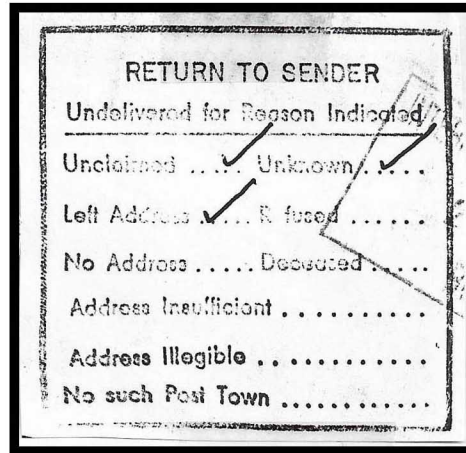 RETURN TO SENDER
Undelivered for Reason Indicated
Unclaimed ..... Unknown .....
Left Address ..... Refused ......
No Address ..... Deceased .....
Address Insufficient ..........
Address Illegible ...........
No such Post Town ..........